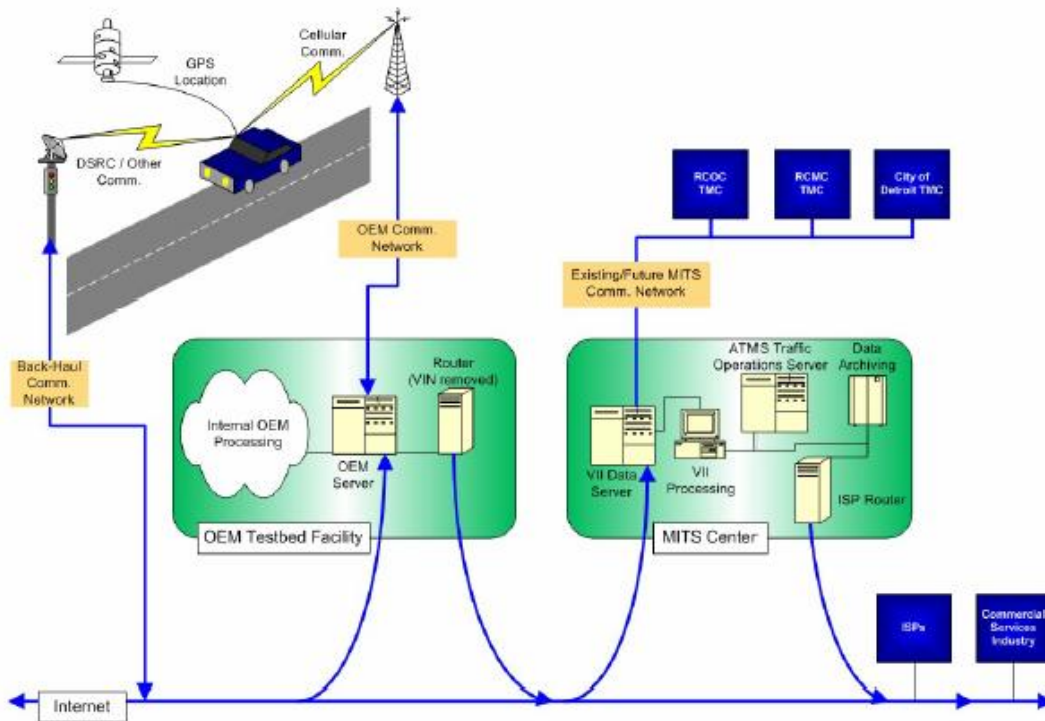 Cellular
Comm.
GPS
Location
DSRC / Other
Comm.
OEM Comm.
Network
Back-Haul
Comm.
Network
RCOC
TMC
RCMC
TMC
City of
Detroit TMC
Existing/Future MITS
Comm. Network
Internal OEM
Processing
OEM
Server
Router
(VIN removed)
OEM Testbed Facility
ATMS Traffic
Operations Server
Data
Archiving
VII Data
Server
VII
Processing
ISP Router
MITS Center
ISPs
Commercial
Services
Industry
Internet